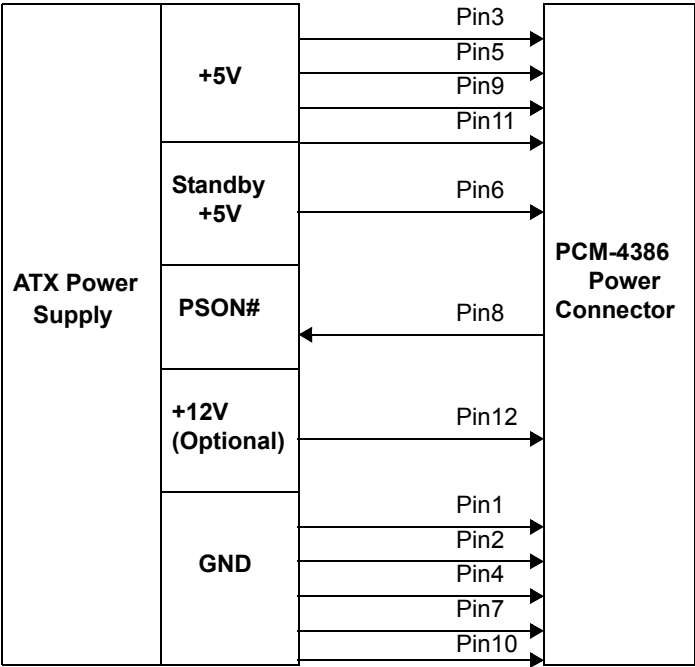 ATX Power
Supply
+5V
Standby
+5V
PSON#
+12V
(Optional)
GND
Pin3
Pin5
Pin9
Pin11
Pin6
Pin8
Pin12
Pin1
Pin2
Pin4
Pin7
Pin10
PCM-4386
Power
Connector